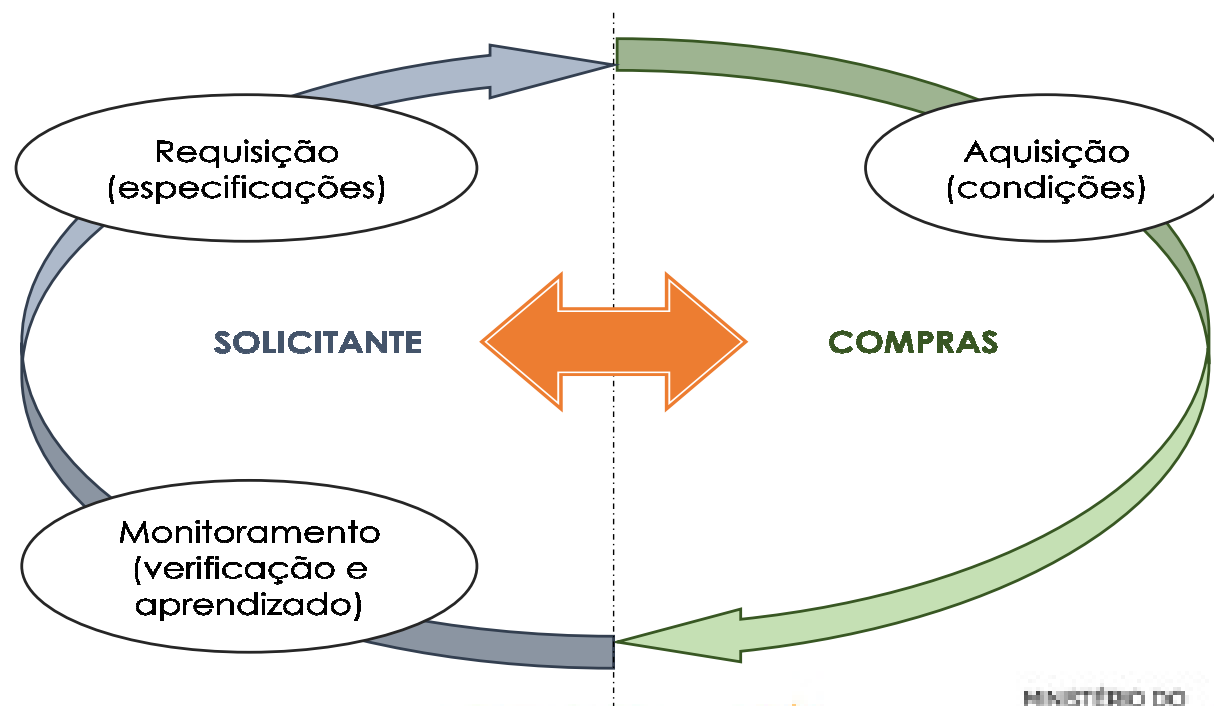 Requisição
(especificações)
Aquisição
(condições)
SOLICITANTE
COMPRAS
Monitoramento
(verificação e
aprendizado)
MINISTÉRIO DO